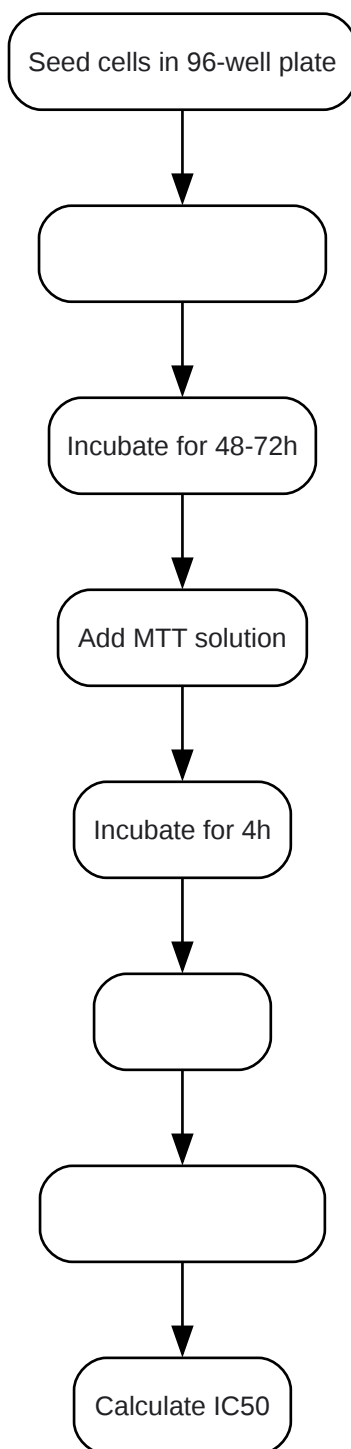 Seed cells in 96-well plate
Incubate for 48-72h
Add MTT solution
Incubate for 4h
Calculate IC50